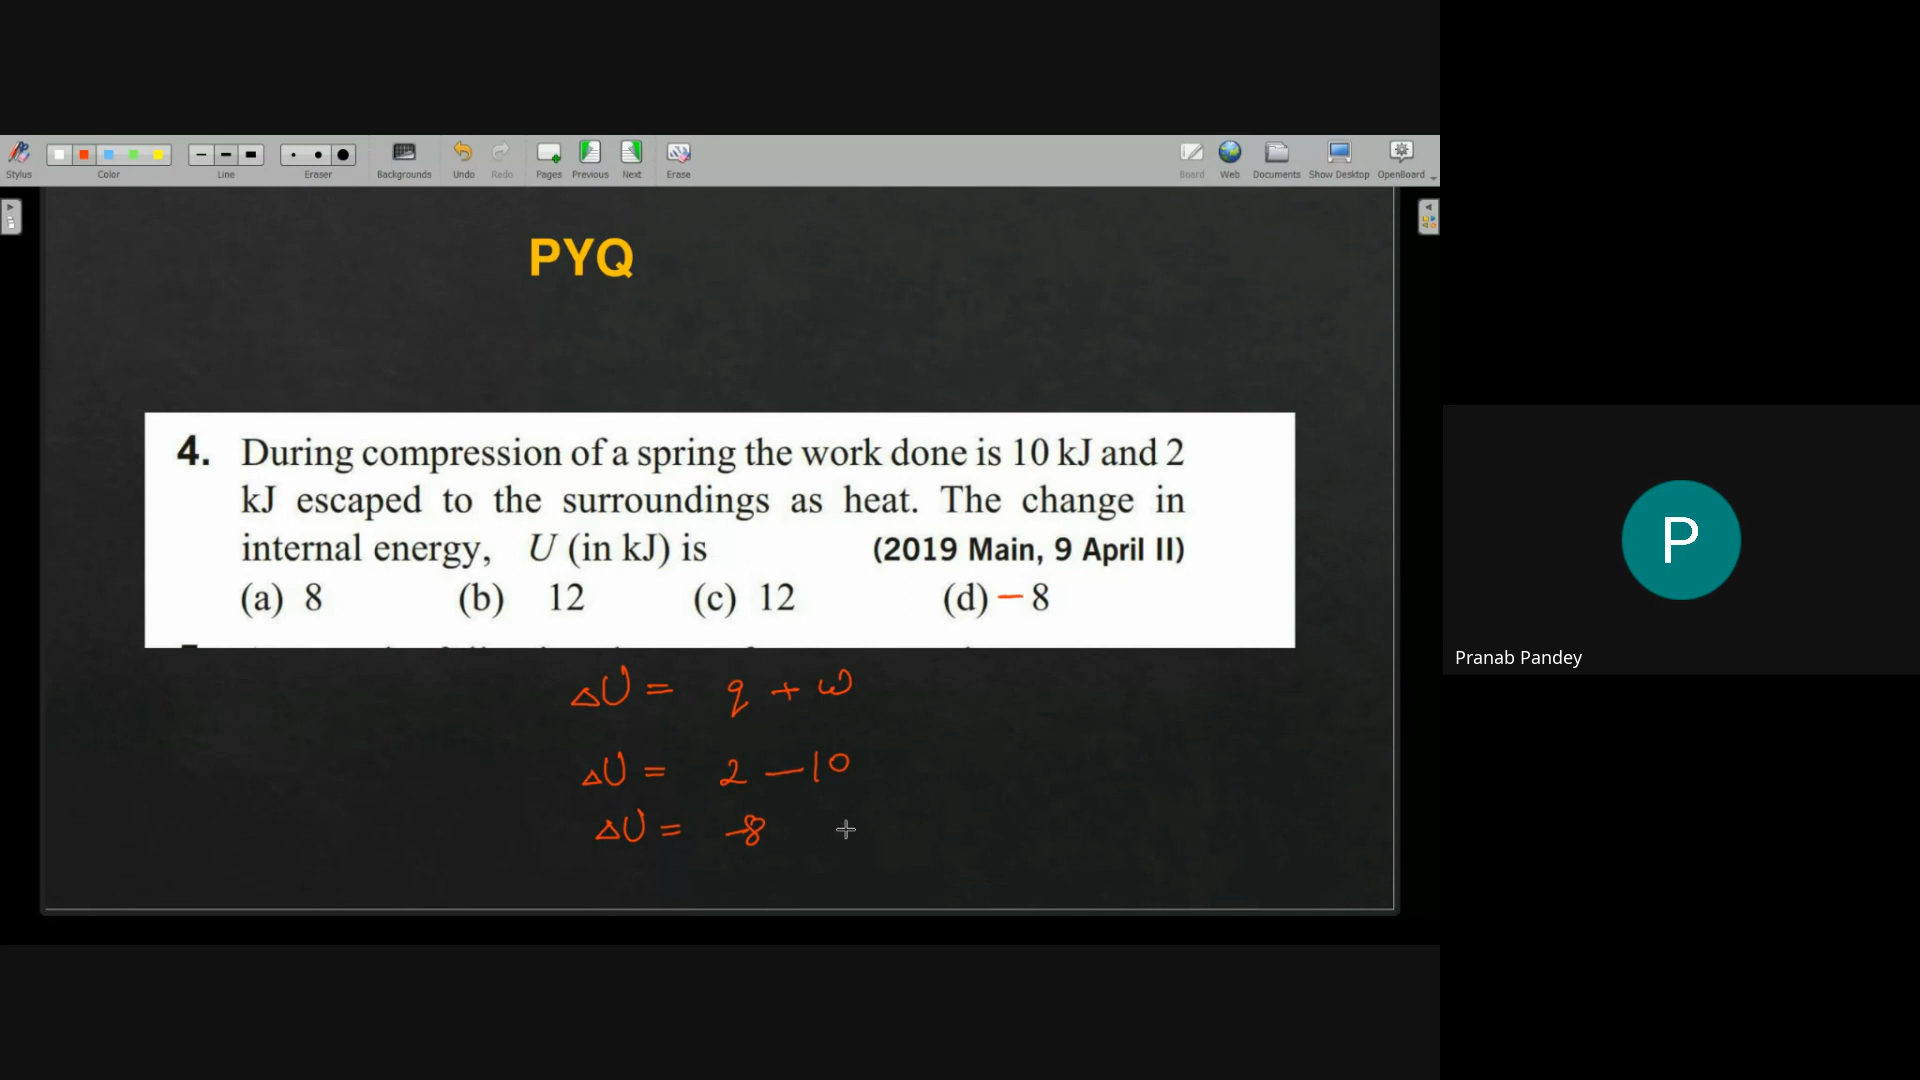 Stylus Color Line Eraser Backgrounds Undo Redo Pages Previous Next Erase Board Web Documents Show Desktop OpenBoard
PYQ
4. During compression of a spring the work done is 10 kJ and 2
kJ escaped to the surroundings as heat. The change in
internal energy, U (in kJ) is (2019 Main, 9 April II)
(a) 8 (b) 12 (c) 12 (d) – 8
ΔU = q + w
ΔU = 2 – 10
ΔU = -8
P
Pranab Pandey